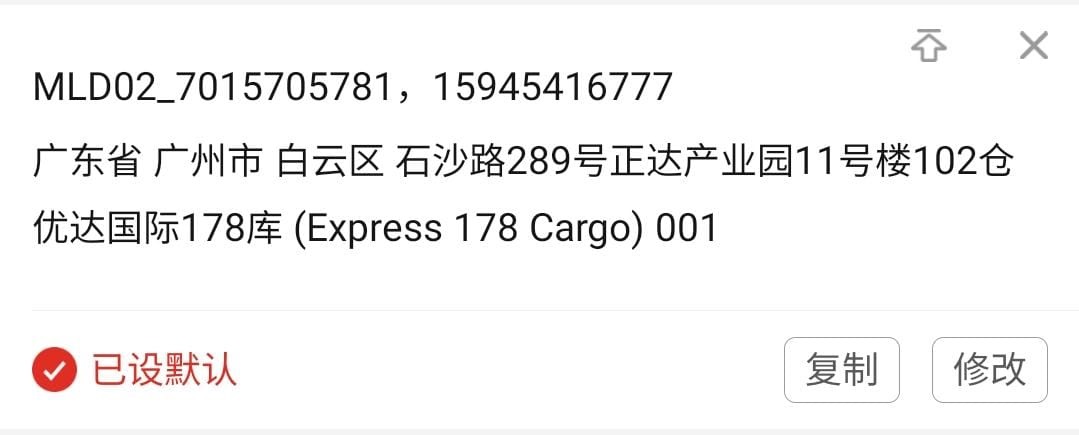 MLD02_7015705781，15945416777
广东省 广州市 白云区 石沙路289号正达产业园11号楼102仓
优达国际178库 (Express 178 Cargo) 001
已设默认
复制
修改